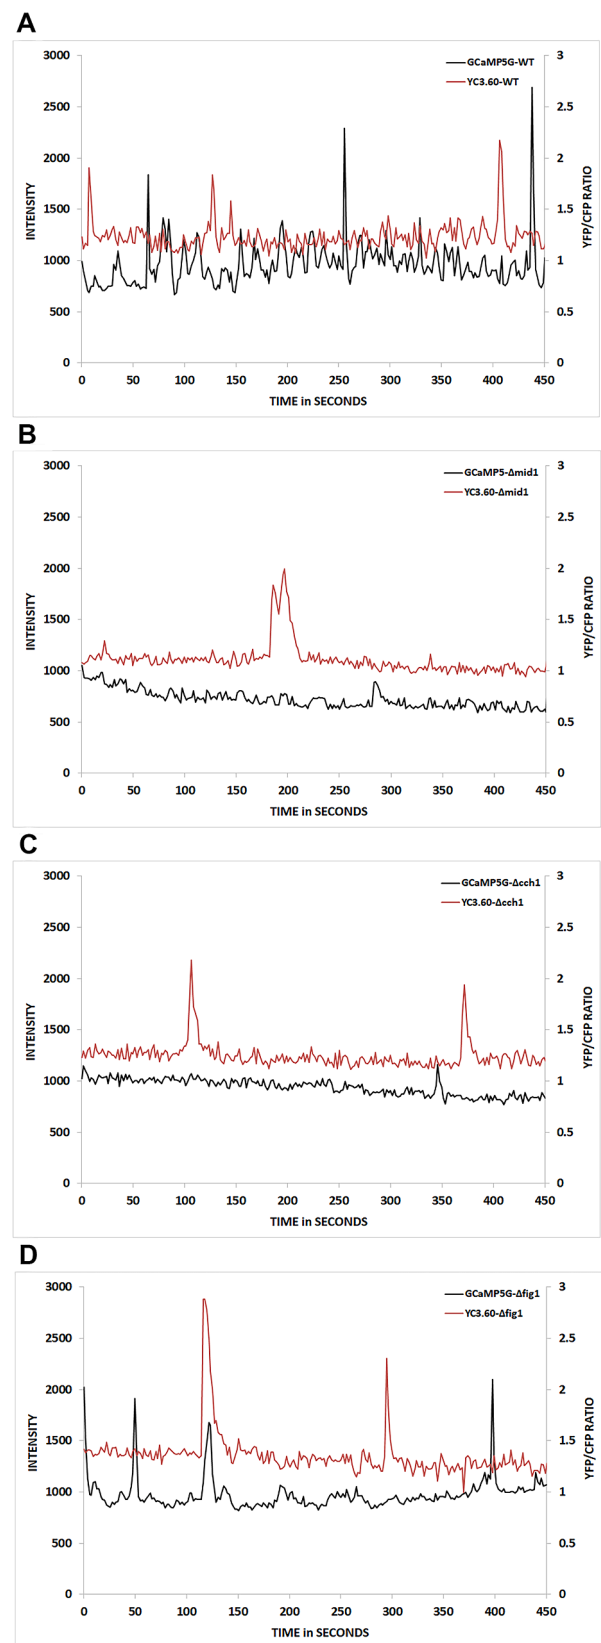 A
3000
2500
2000
1500
1000
500
0
INTENSITY
GCaMP5G-WT
YC3.60-WT
3
2.5
2
1.5
1
0.5
0
YFP/CFP RATIO
0 50 100 150 200 250 300 350 400 450
TIME in SECONDS
B
3000
2500
2000
1500
1000
500
0
INTENSITY
GCaMP5-Δmid1
YC3.60-Δmid1
3
2.5
2
1.5
1
0.5
0
YFP/CFP RATIO
0 50 100 150 200 250 300 350 400 450
TIME in SECONDS
C
3000
2500
2000
1500
1000
500
0
INTENSITY
GCaMP5G-Δcch1
YC3.60-Δcch1
3
2.5
2
1.5
1
0.5
0
YFP/CFP RATIO
0 50 100 150 200 250 300 350 400 450
TIME in SECONDS
D
3000
2500
2000
1500
1000
500
0
INTENSITY
GCaMP5G-Δfig1
YC3.60-Δfig1
3
2.5
2
1.5
1
0.5
0
YFP/CFP RATIO
0 50 100 150 200 250 300 350 400 450
TIME in SECONDS